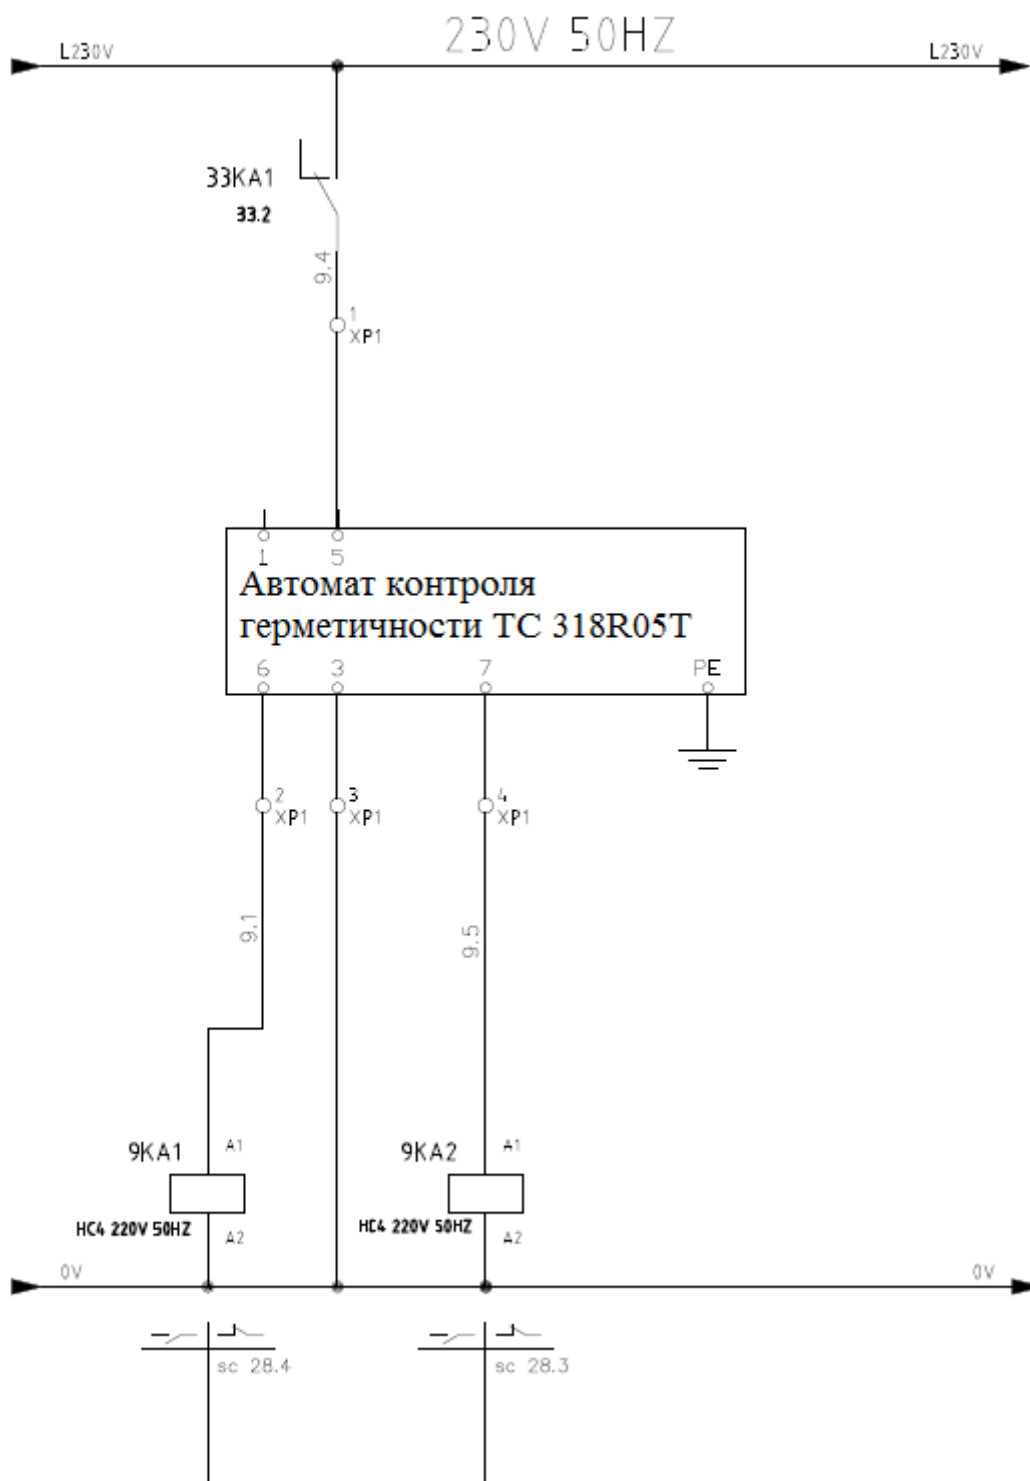 230V 50HZ
L230V
L230V
33KA1
33.2
9.4
1
XP1
1
5
Автомат контроля
герметичности ТС 318R05T
6
3
7
PE
2
XP1
3
XP1
4
XP1
9.1
9.5
9KA1
A1
9KA2
A1
HC4 220V 50HZ
A2
HC4 220V 50HZ
A2
0V
0V
sc 28.4
sc 28.3